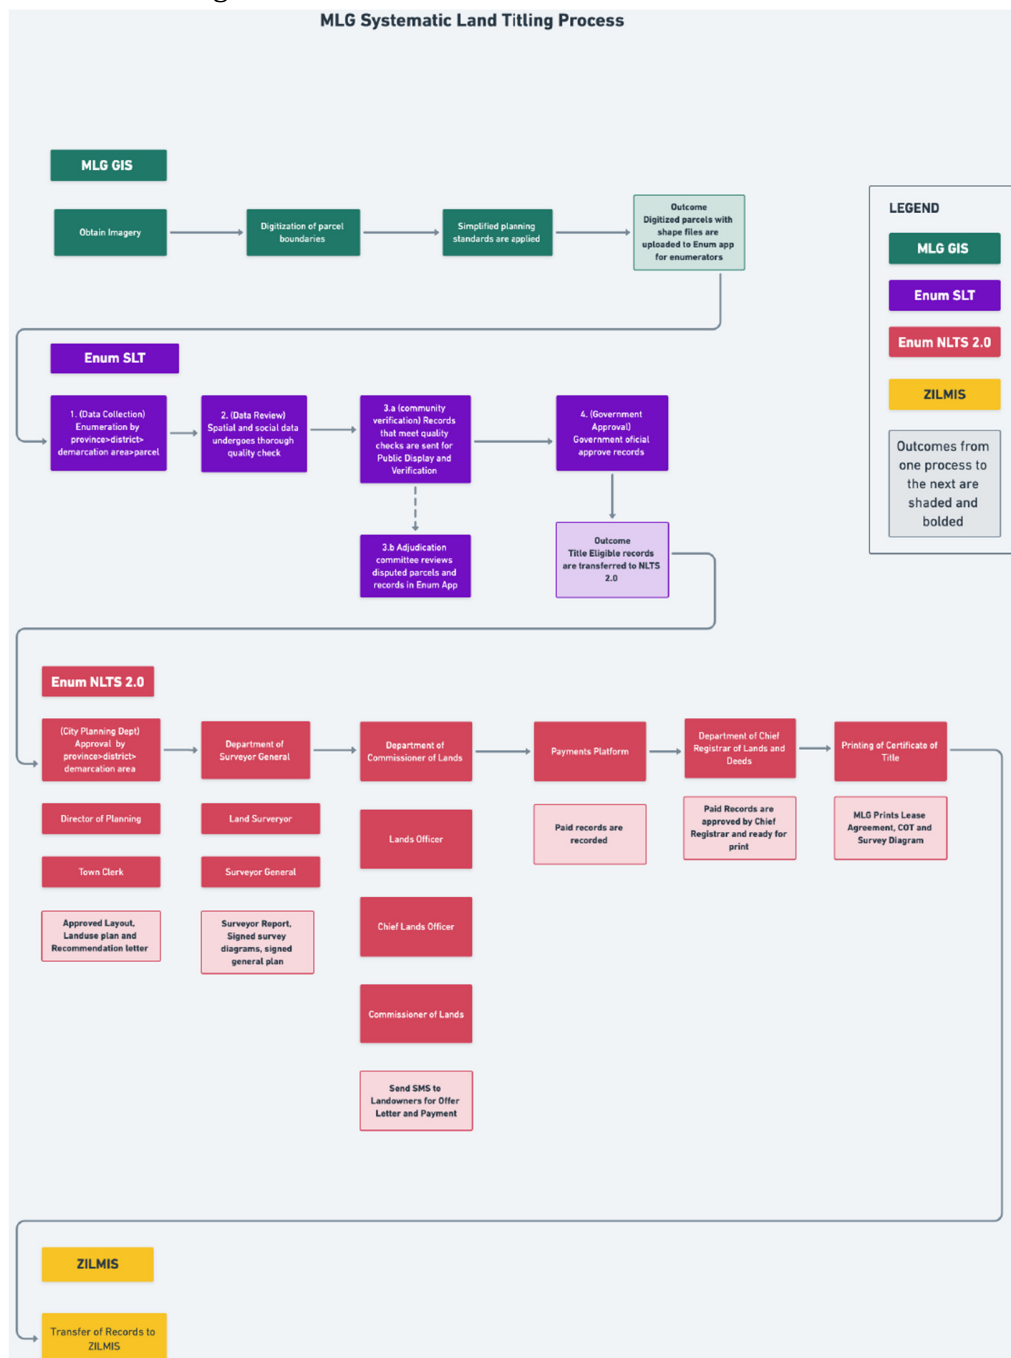 MLG Systematic Land Titling Process
MLG GIS
Obtain Imagery
Digitization of parcel
boundaries
Simplified planning
standards are applied
Outcome
Digitized parcels with
shape files are
uploaded to Enum app
for enumerators
LEGEND
MLG GIS
Enum SLT
Enum NLTS 2.0
ZILMIS
Outcomes from
one process to
the next are
shaded and
bolded
Enum SLT
1. (Data Collection)
Enumeration by
province>district>
demarcation area>parcel
2. (Data Review)
Spatial and social data
undergoes thorough
quality check
3.a (community
verification) Records
that meet quality
checks are sent for
Public Display and
Verification
4. (Government
Approval)
Government oficial
approve records
3.b Adjudication
committee reviews
disputed parcels and
records in Enum App
Outcome
Title Eligible records
are transferred to NLTS
2.0
Enum NLTS 2.0
(City Planning Dept)
Approval by
province>district>
demarcation area
Department of
Surveyor General
Department of
Commissioner of Lands
Payments Platform
Department of Chief
Registrar of Lands and
Deeds
Printing of Certificate of
Title
Director of Planning
Land Surveryor
Lands Officer
Paid records are
recorded
Paid Records are
approved by Chief
Registrar and ready for
print
MLG Prints Lease
Agreement, COT and
Survey Diagram
Town Clerk
Surveyor General
Chief Lands Officer
Approved Layout,
Landuse plan and
Recommendation letter
Surveyor Report,
Signed survey
diagrams, signed
general plan
Commissioner of Lands
Send SMS to
Landowners for Offer
Letter and Payment
ZILMIS
Transfer of Records to
ZILMIS